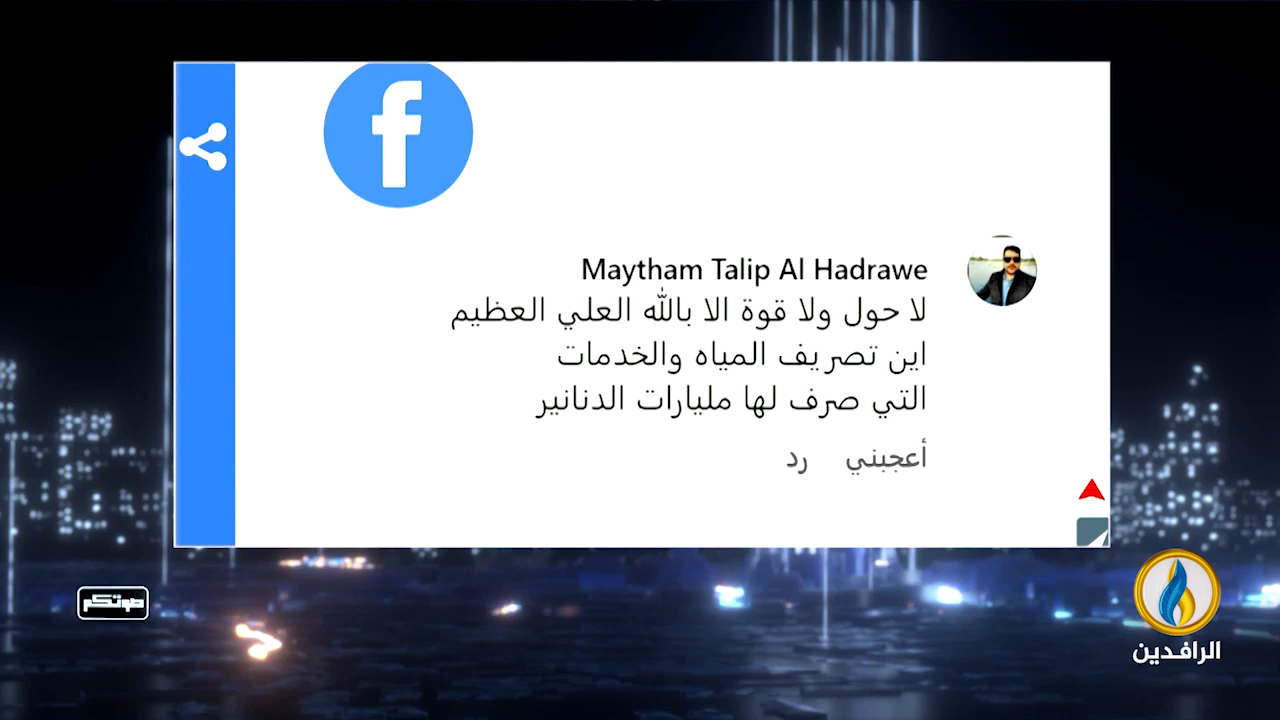 f
Maytham Talip Al Hadrawe
لا حول ولا قوة الا بالله العلي العظيم
اين تصريف المياه والخدمات
التي صرف لها مليارات الدنانير
أعجبني رد
صوتكم
الرافدين